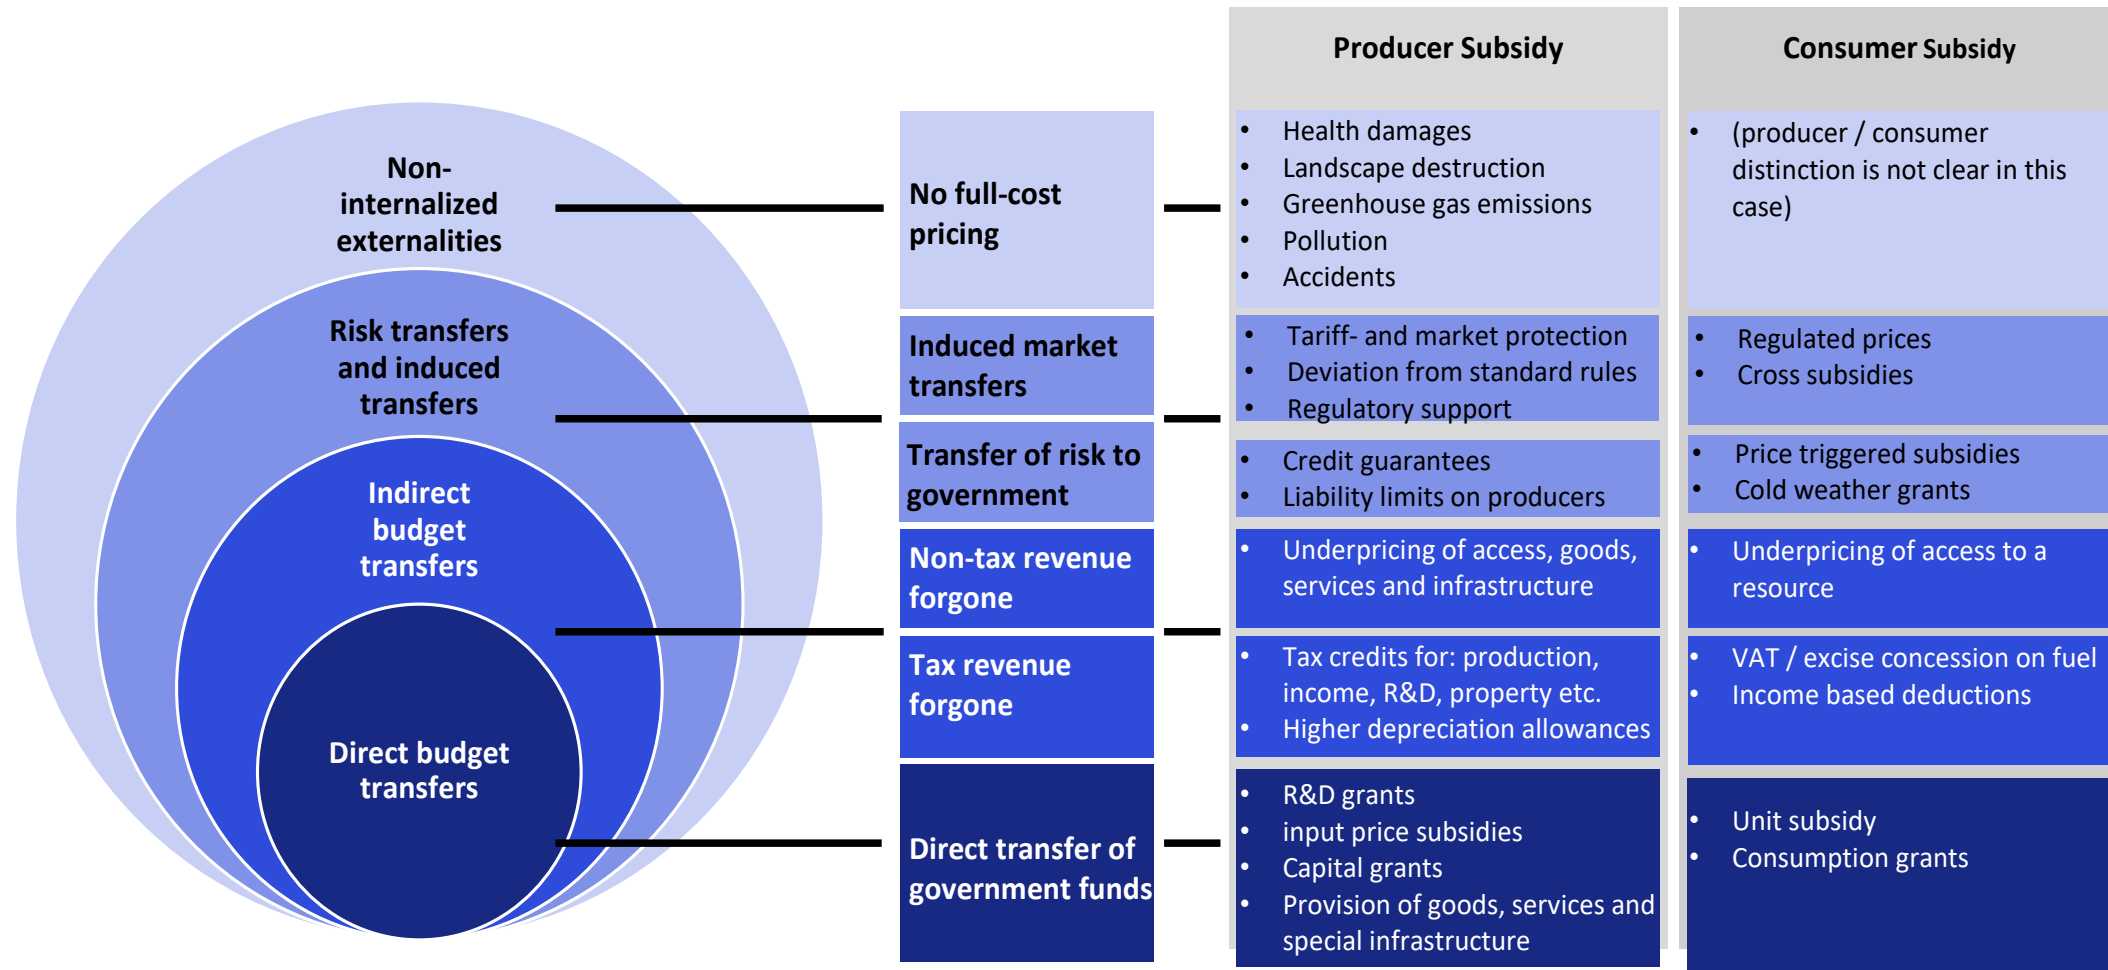 Producer Subsidy
Consumer Subsidy
Non-
internalized
externalities
No full-cost
pricing
• Health damages
• Landscape destruction
• Greenhouse gas emissions
• Pollution
• Accidents
• (producer / consumer
distinction is not clear in this
case)
Risk transfers
and induced
transfers
Induced market
transfers
• Tariff- and market protection
• Deviation from standard rules
• Regulatory support
• Regulated prices
• Cross subsidies
Transfer of risk to
government
• Credit guarantees
• Liability limits on producers
• Price triggered subsidies
• Cold weather grants
Indirect
budget
transfers
Non-tax revenue
forgone
• Underpricing of access, goods,
services and infrastructure
• Underpricing of access to a
resource
Tax revenue
forgone
• Tax credits for: production,
income, R&D, property etc.
• Higher depreciation allowances
• VAT / excise concession on fuel
• Income based deductions
Direct budget
transfers
Direct transfer of
government funds
• R&D grants
• input price subsidies
• Capital grants
• Provision of goods, services and
special infrastructure
• Unit subsidy
• Consumption grants